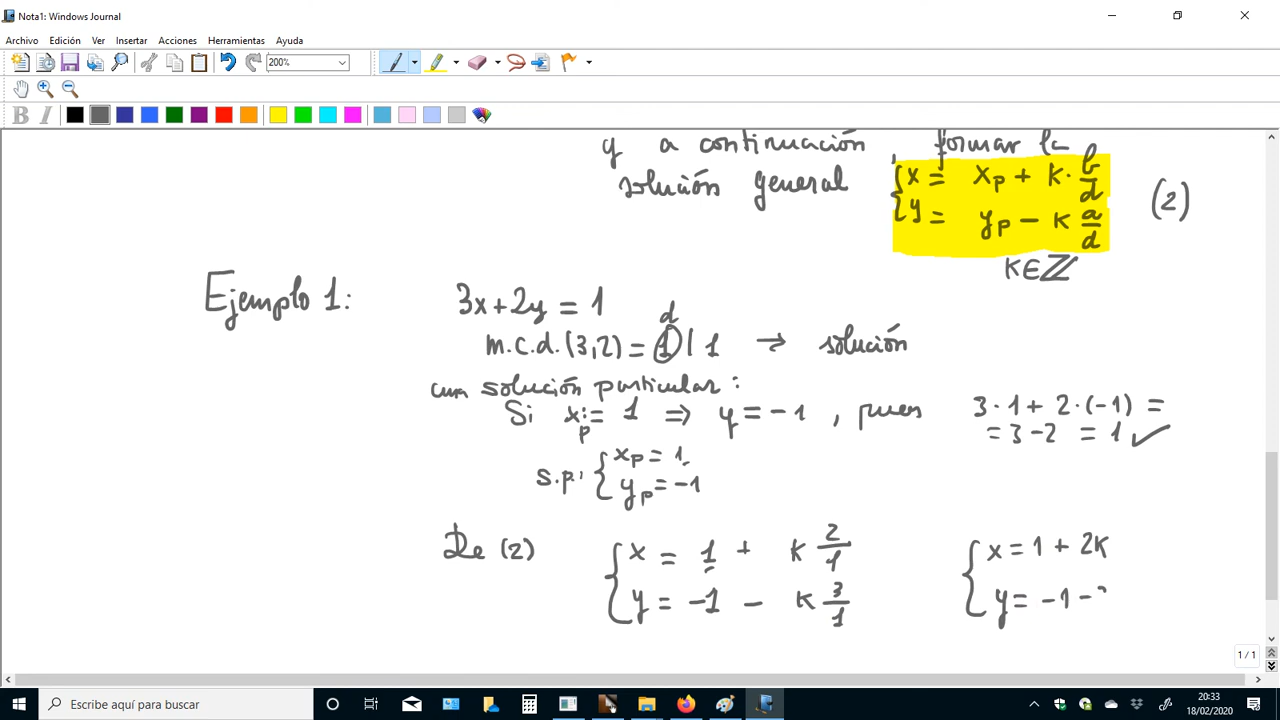 Nota1: Windows Journal
Archivo Edición Ver Insertar Acciones Herramientas Ayuda
200%
B I
y a continuación, formar la
solución general { x = xp + k · b/d (2)
y = yp − k a/d
k∈ℤ
Ejemplo 1: 3x+2y = 1
d
m.c.d.(3,2) = 1 | 1 → solución
una solución particular:
Si xp:= 1 ⇒ y = −1, pues 3·1 + 2·(−1) =
= 3 − 2 = 1 ✓
s.p: { xp = 1
yp = −1
De (2) { x = 1 + k 2/1 { x = 1 + 2k
y = −1 − k 3/1 y = −1 −
1 / 1
Escribe aquí para buscar
20:33
18/02/2020